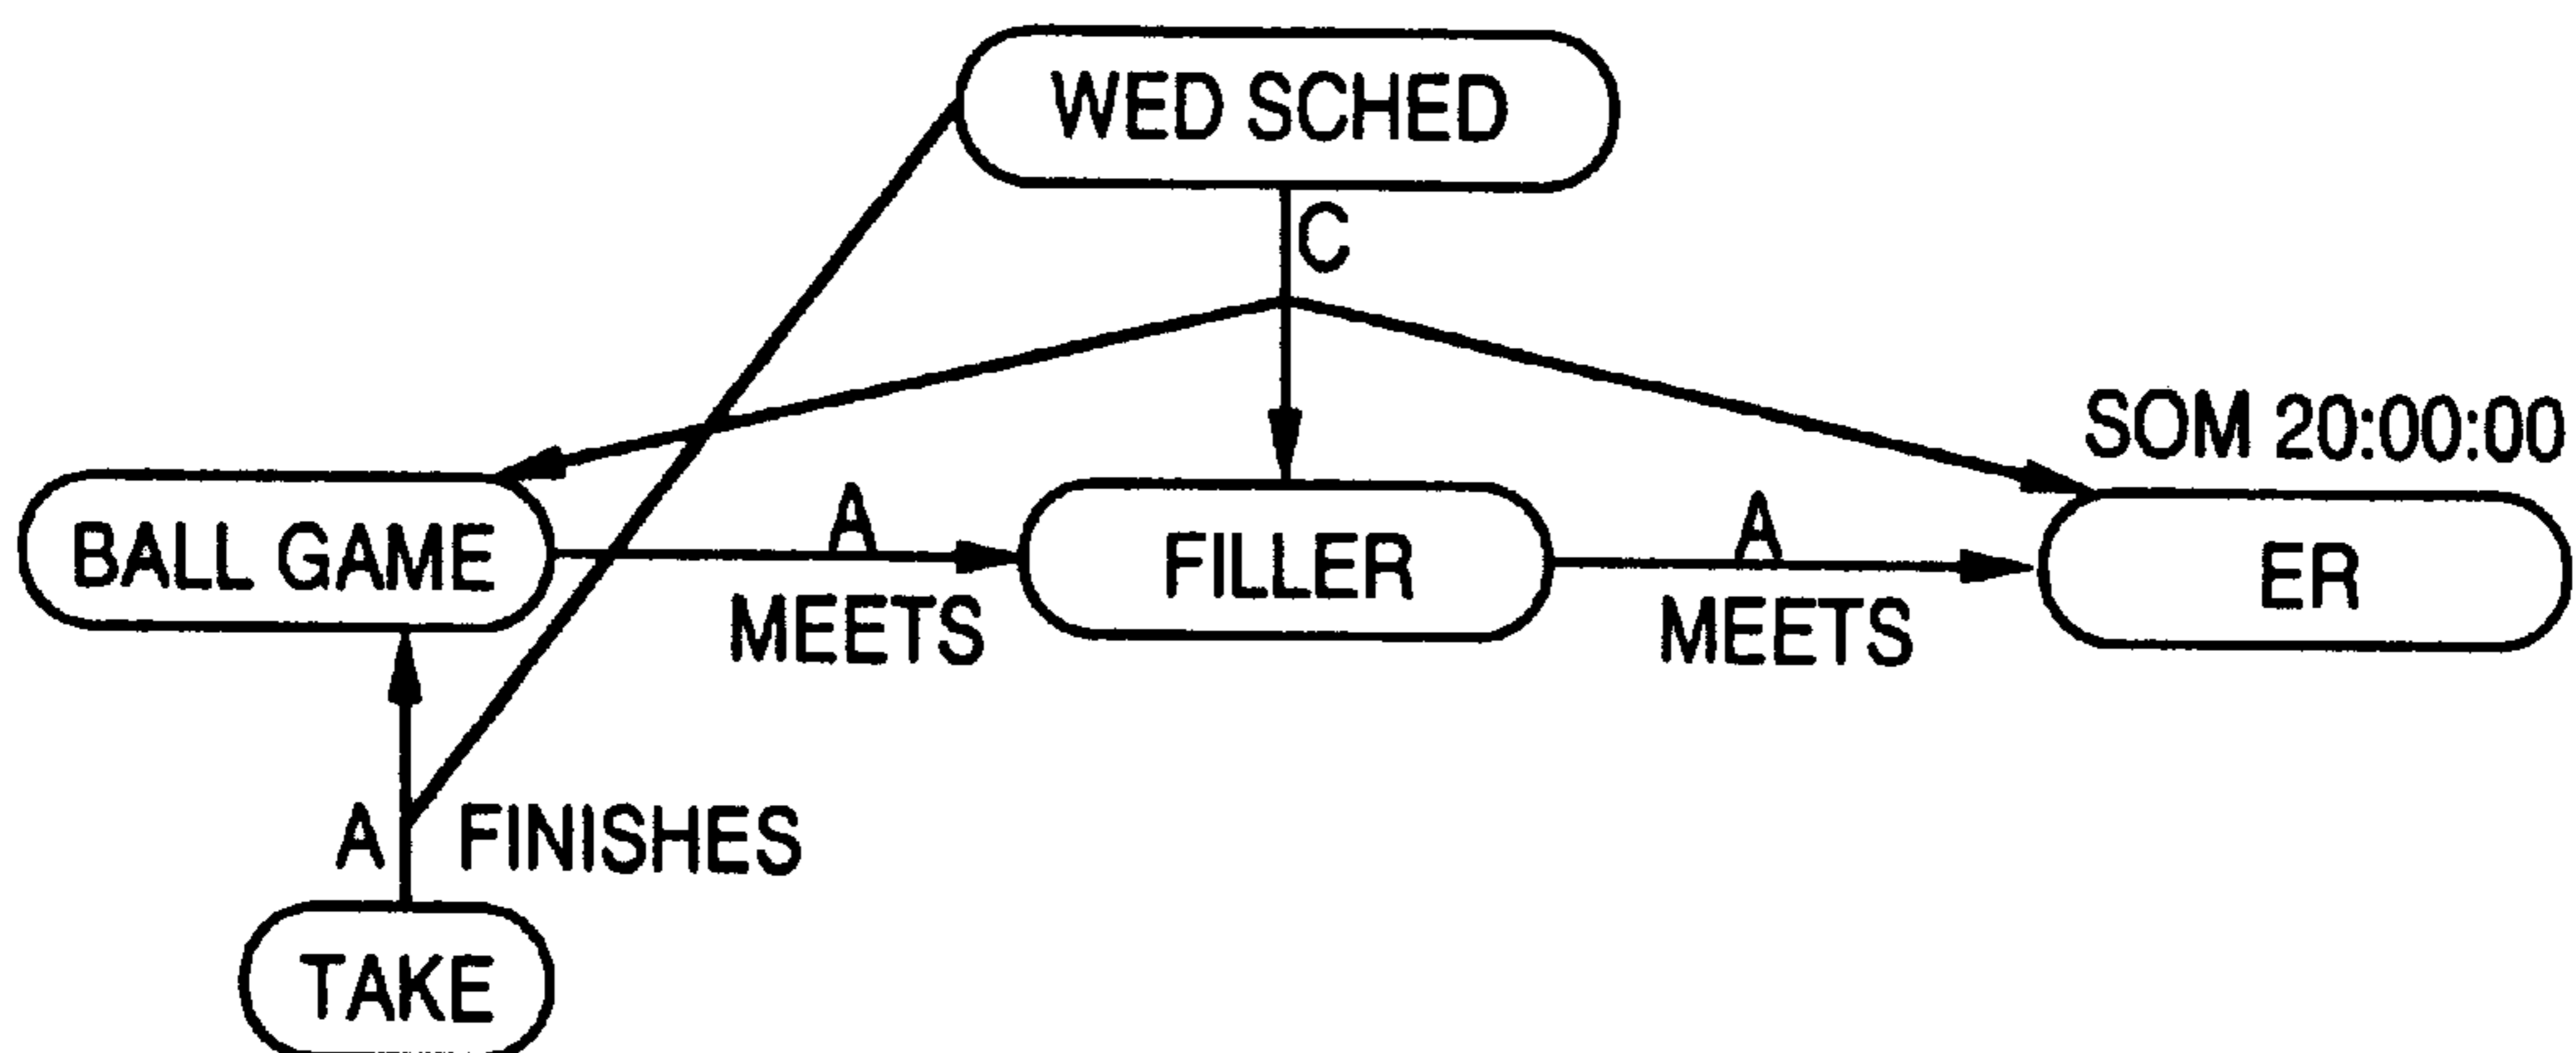 WED SCHED
C
SOM 20:00:00
BALL GAME
A
MEETS
FILLER
A
MEETS
ER
A
FINISHES
TAKE